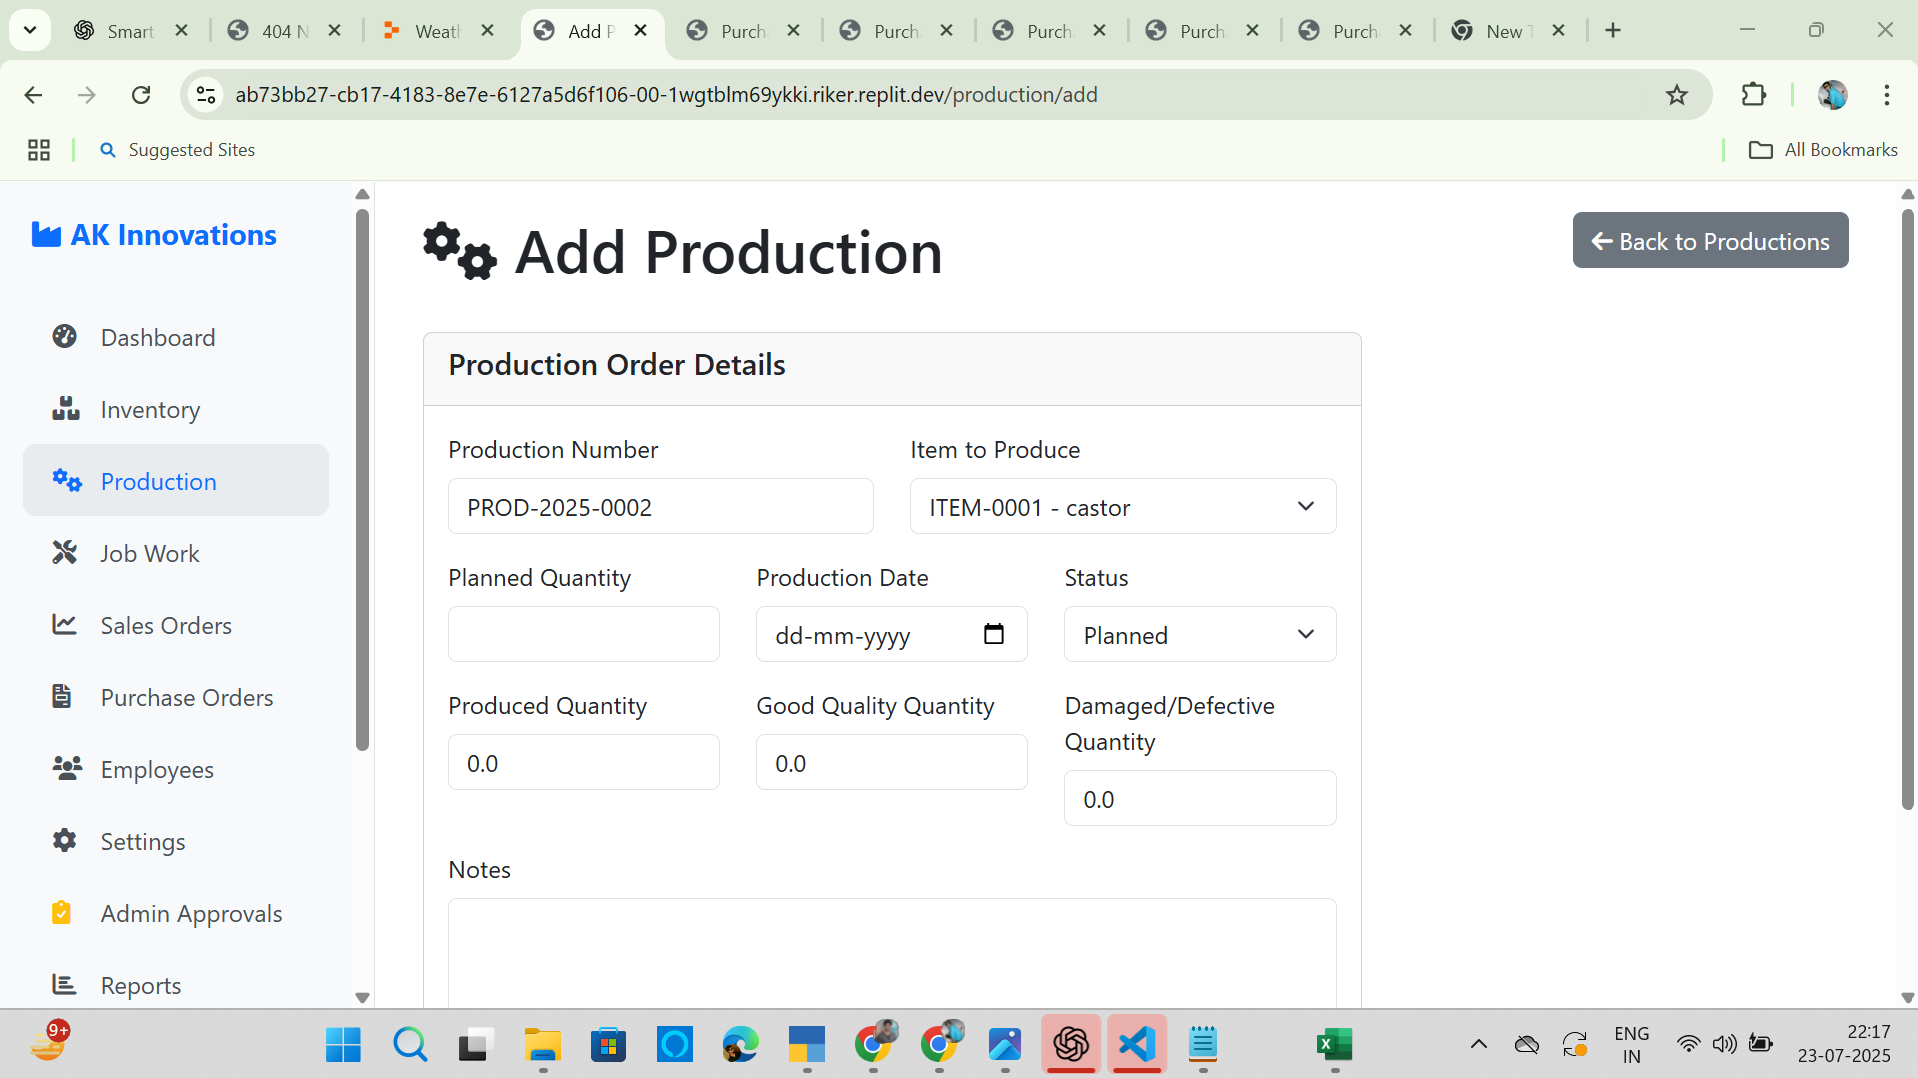 Smart
404 N
Weath
Add P
Purch
Purch
Purch
Purch
Purch
New T
ab73bb27-cb17-4183-8e7e-6127a5d6f106-00-1wgtblm69ykki.riker.replit.dev/production/add
Suggested Sites
All Bookmarks
AK Innovations
Dashboard
Inventory
Production
Job Work
Sales Orders
Purchase Orders
Employees
Settings
Admin Approvals
Reports
Add Production
Back to Productions
Production Order Details
Production Number
Item to Produce
PROD-2025-0002
ITEM-0001 - castor
Planned Quantity
Production Date
Status
dd-mm-yyyy
Planned
Produced Quantity
Good Quality Quantity
Damaged/Defective
Quantity
0.0
0.0
0.0
Notes
9+
ENG
IN
22:17
23-07-2025